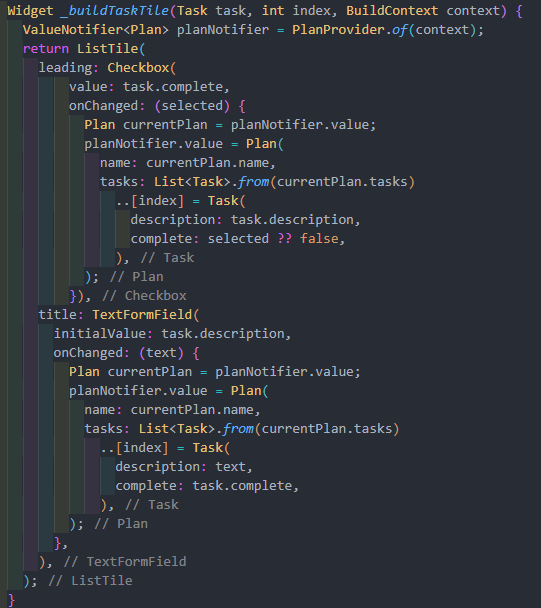 Widget _buildTaskTile(Task task, int index, BuildContext context) {
  ValueNotifier<Plan> planNotifier = PlanProvider.of(context);
  return ListTile(
    leading: Checkbox(
        value: task.complete,
        onChanged: (selected) {
          Plan currentPlan = planNotifier.value;
          planNotifier.value = Plan(
            name: currentPlan.name,
            tasks: List<Task>.from(currentPlan.tasks)
              ..[index] = Task(
                description: task.description,
                complete: selected ?? false,
              ), // Task
          ); // Plan
        }), // Checkbox
    title: TextFormField(
      initialValue: task.description,
      onChanged: (text) {
        Plan currentPlan = planNotifier.value;
        planNotifier.value = Plan(
          name: currentPlan.name,
          tasks: List<Task>.from(currentPlan.tasks)
            ..[index] = Task(
              description: text,
              complete: task.complete,
            ), // Task
        ); // Plan
      },
    ), // TextFormField
  ); // ListTile
}